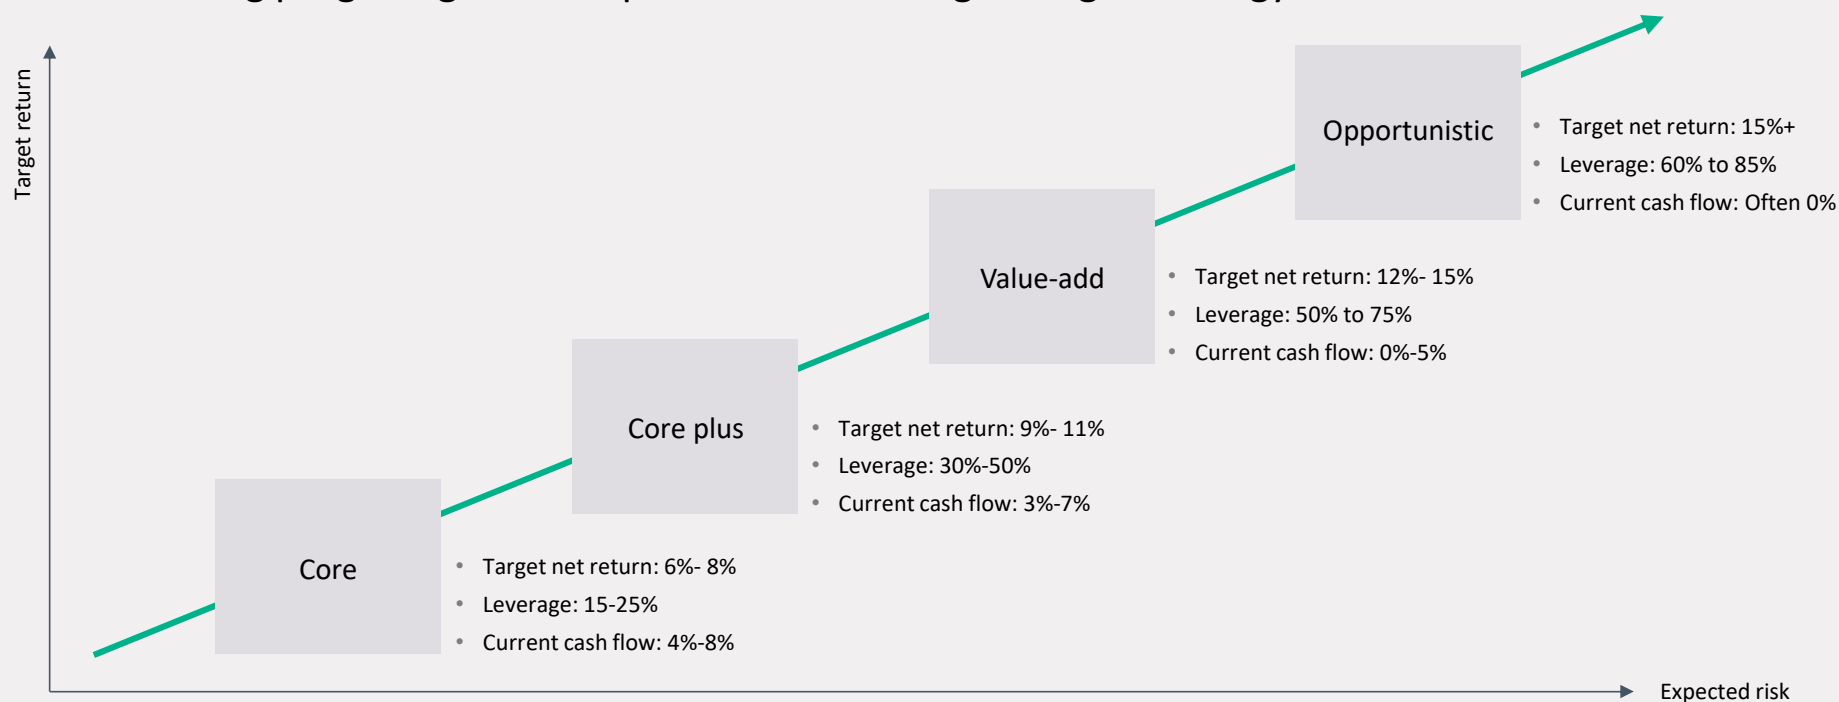 Target return
Opportunistic
• Target net return: 15%+
• Leverage: 60% to 85%
• Current cash flow: Often 0%
Value-add
• Target net return: 12%- 15%
• Leverage: 50% to 75%
• Current cash flow: 0%-5%
Core plus
• Target net return: 9%- 11%
• Leverage: 30%-50%
• Current cash flow: 3%-7%
Core
• Target net return: 6%- 8%
• Leverage: 15-25%
• Current cash flow: 4%-8%
Expected risk